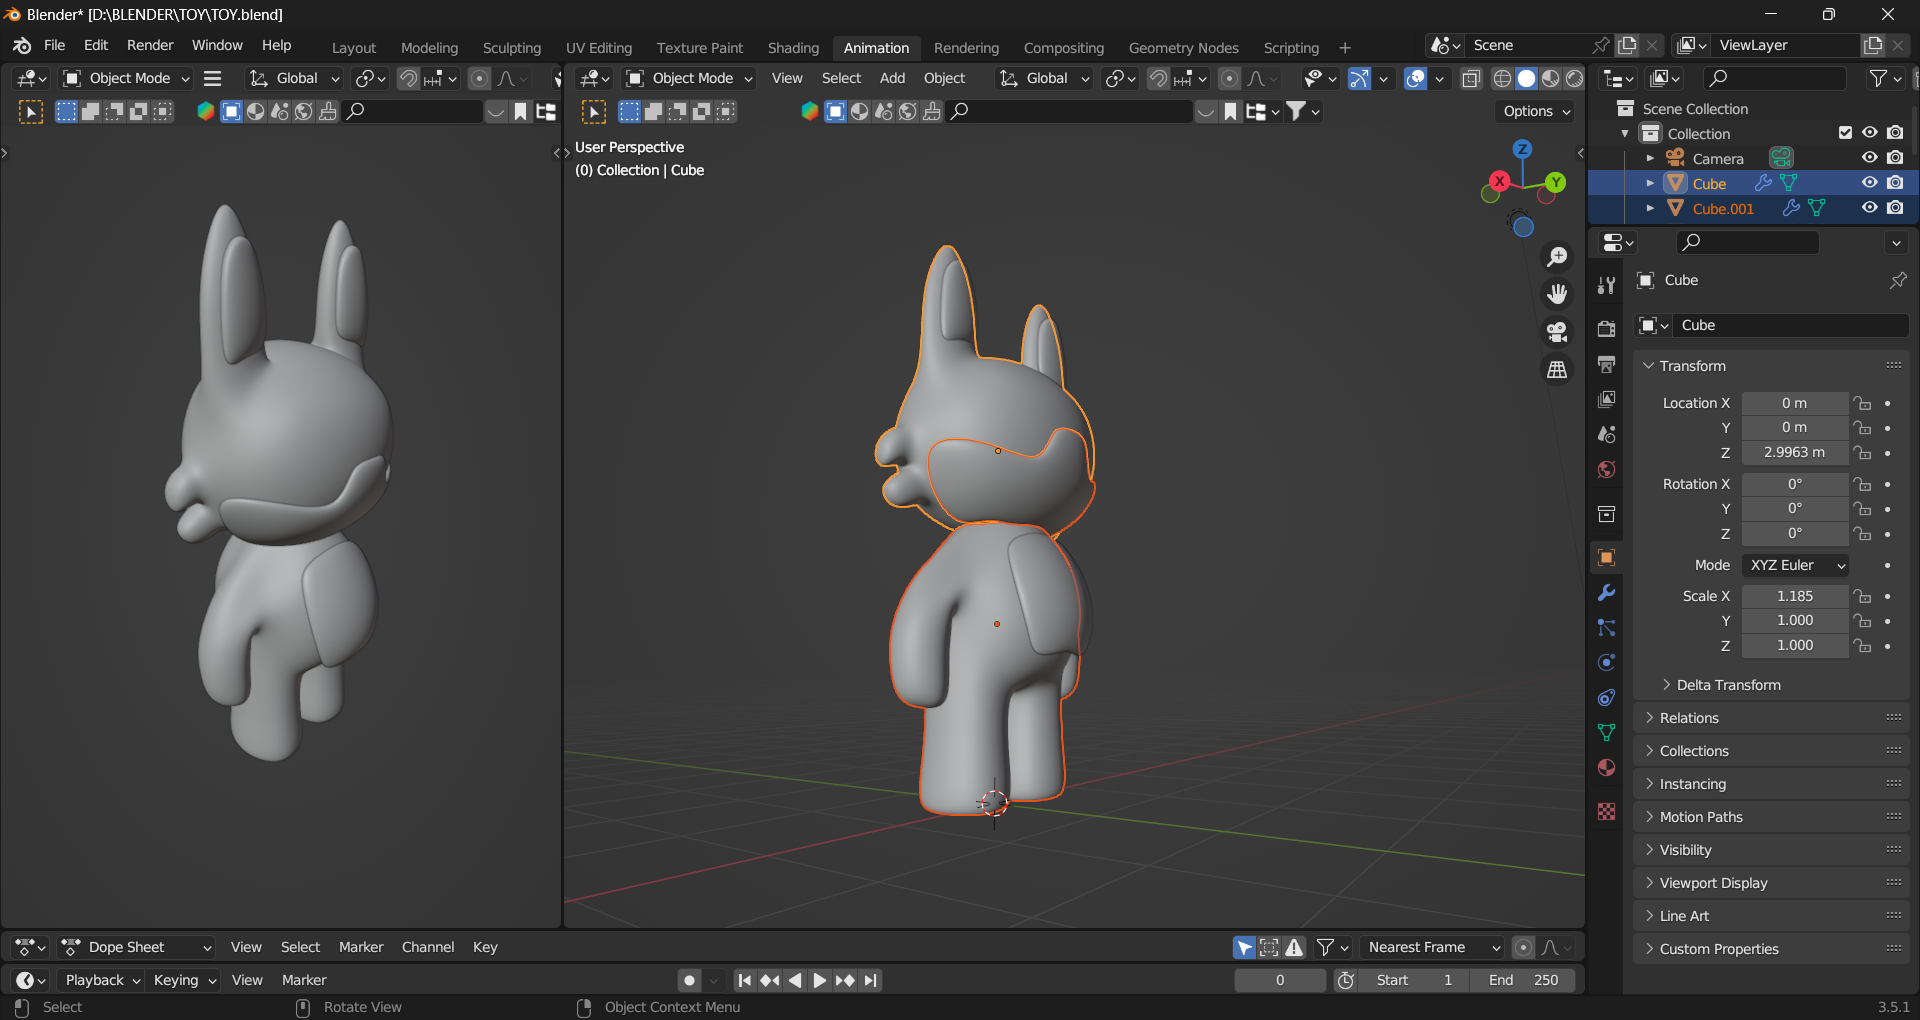 Blender* [D:\BLENDER\TOY\TOY.blend]
File Edit Render Window Help Layout Modeling Sculpting UV Editing Texture Paint Shading Animation Rendering Compositing Geometry Nodes Scripting + Scene ViewLayer
Object Mode Global Object Mode View Select Add Object Global
Options
User Perspective
(0) Collection | Cube
Z
X
Y
Scene Collection
Collection
Camera
Cube
Cube.001
Cube
Cube
Transform
Location X 0 m
Y 0 m
Z 2.9963 m
Rotation X 0°
Y 0°
Z 0°
Mode XYZ Euler
Scale X 1.185
Y 1.000
Z 1.000
Delta Transform
Relations
Collections
Instancing
Motion Paths
Visibility
Viewport Display
Line Art
Custom Properties
Dope Sheet View Select Marker Channel Key Nearest Frame
Playback Keying View Marker 0 Start 1 End 250
Select Rotate View Object Context Menu 3.5.1